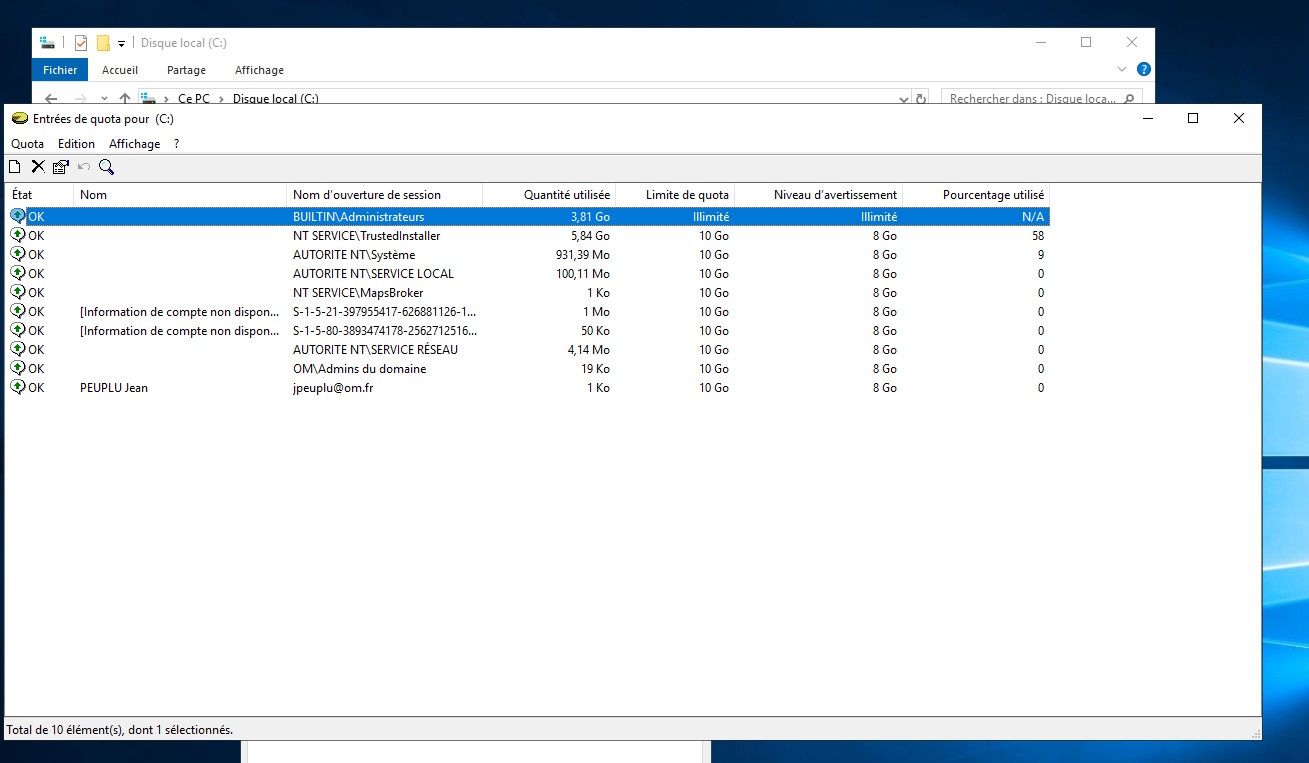 Disque local (C:)
Fichier Accueil Partage Affichage
Ce PC Disque local (C:) Rechercher dans : Disque loca...
Entrées de quota pour (C:)
Quota Edition Affichage ?
État Nom Nom d'ouverture de session Quantité utilisée Limite de quota Niveau d'avertissement Pourcentage utilisé
OK BUILTIN\Administrateurs 3,81 Go Illimité Illimité N/A
OK NT SERVICE\TrustedInstaller 5,84 Go 10 Go 8 Go 58
OK AUTORITE NT\Système 931,39 Mo 10 Go 8 Go 9
OK AUTORITE NT\SERVICE LOCAL 100,11 Mo 10 Go 8 Go 0
OK NT SERVICE\MapsBroker 1 Ko 10 Go 8 Go 0
OK [Information de compte non dispon... S-1-5-21-397955417-626881126-1... 1 Mo 10 Go 8 Go 0
OK [Information de compte non dispon... S-1-5-80-3893474178-2562712516... 50 Ko 10 Go 8 Go 0
OK AUTORITE NT\SERVICE RÉSEAU 4,14 Mo 10 Go 8 Go 0
OK OM\Admins du domaine 19 Ko 10 Go 8 Go 0
OK PEUPLU Jean jpeuplu@om.fr 1 Ko 10 Go 8 Go 0
Total de 10 élément(s), dont 1 sélectionnés.